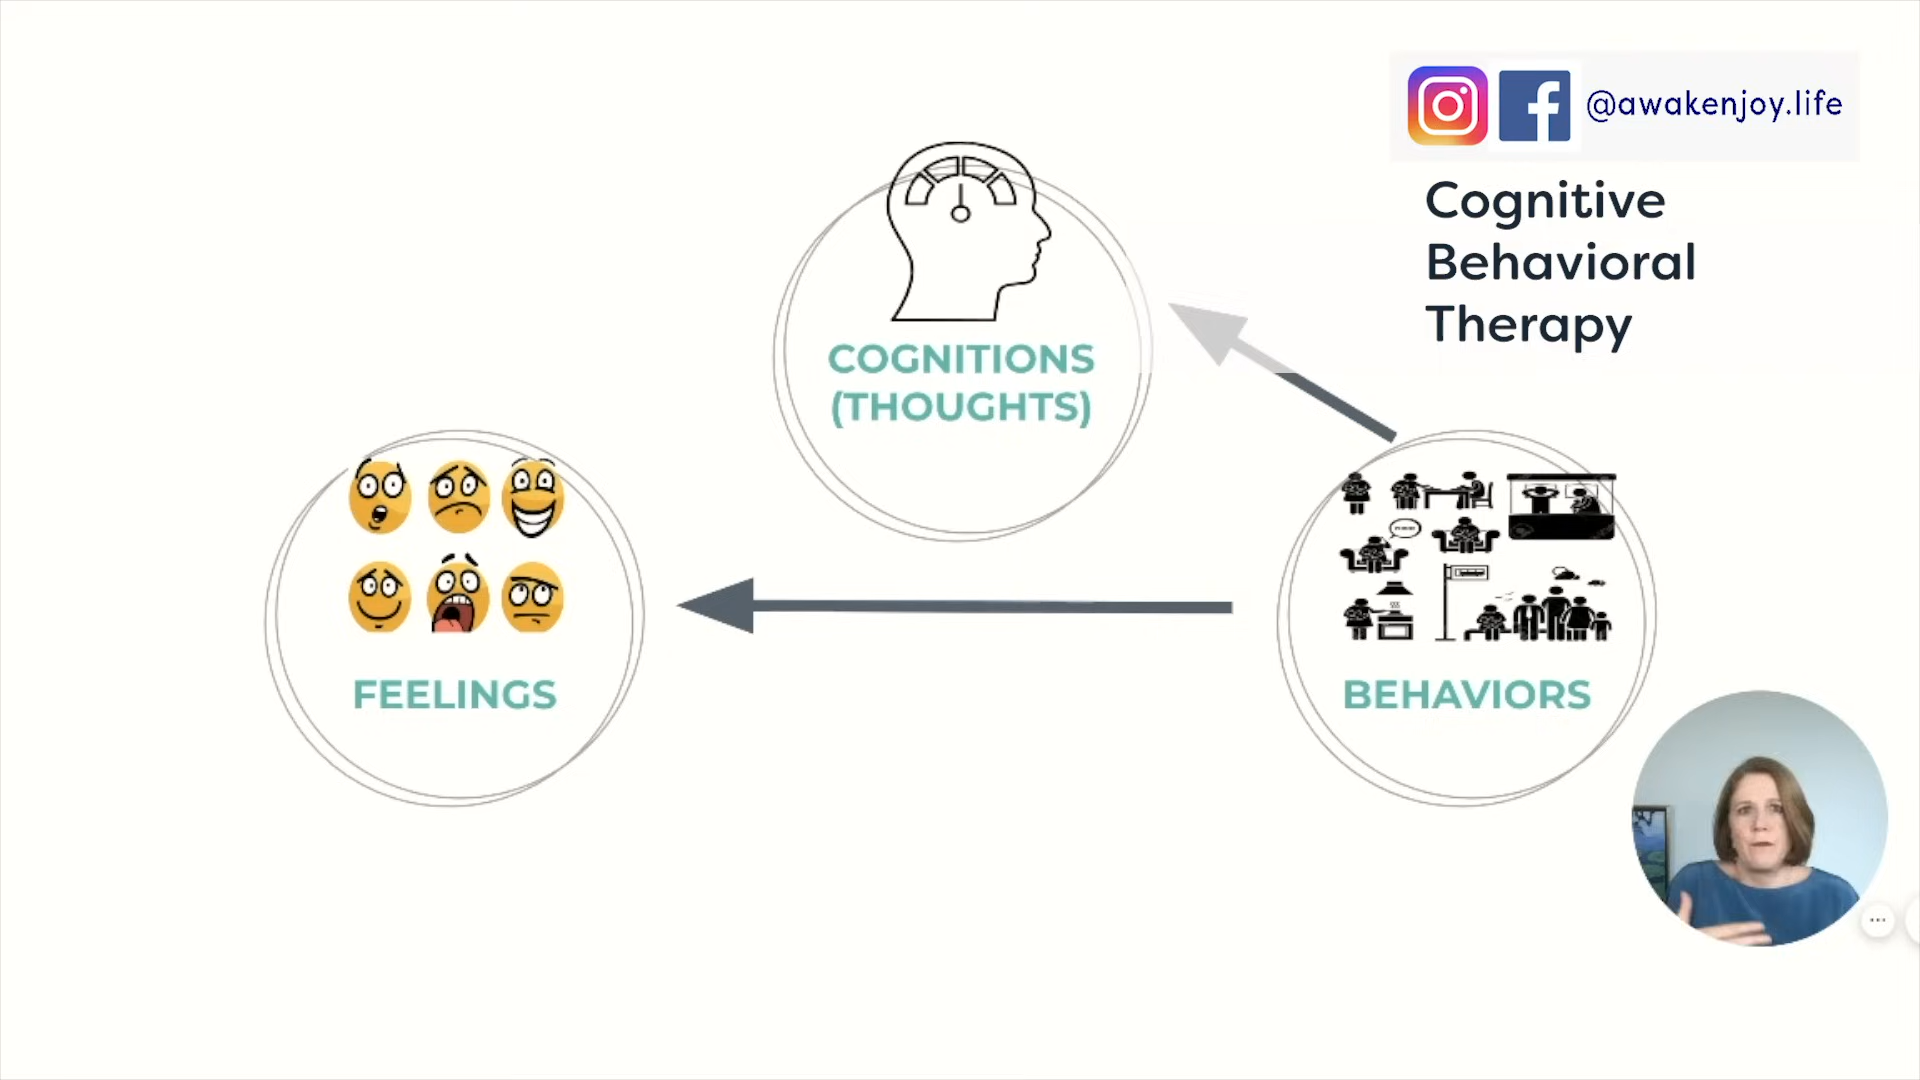 @awakenjoy.life
Cognitive
Behavioral
Therapy
COGNITIONS
(THOUGHTS)
FEELINGS
BEHAVIORS